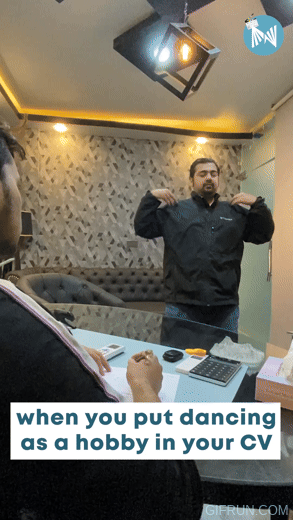 when you put dancing
as a hobby in your CV
GIFRUN.COM